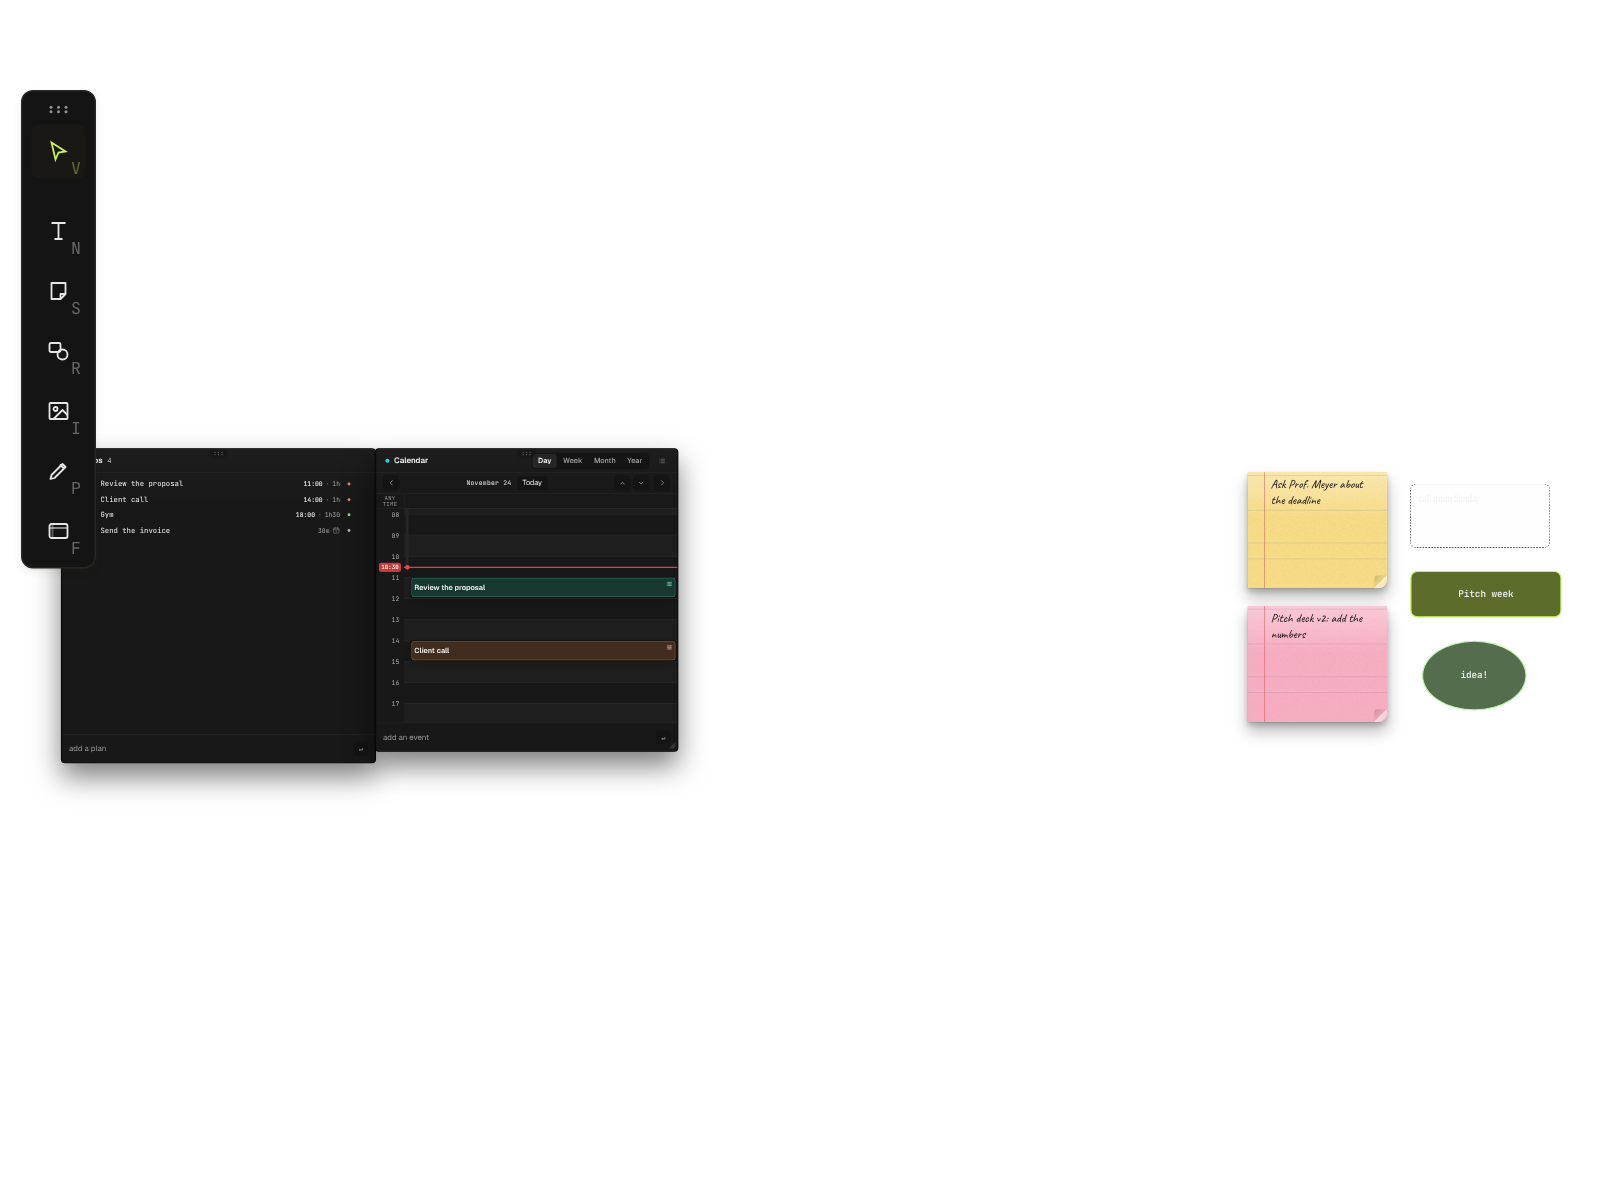 V
N
S
R
I
P
F
4
Review the proposal 11:00 · 1h
Client call 14:00 · 1h
Gym 18:00 · 1h30
Send the invoice 30m
add a plan
Calendar
Day Week Month Year
November 24 Today
ANY
TIME
08
09
10
10:30
11
Review the proposal
12
13
14
Client call
15
16
17
add an event
Ask Prof. Meyer about
the deadline
Pitch deck v2: add the
numbers
Pitch week
idea!